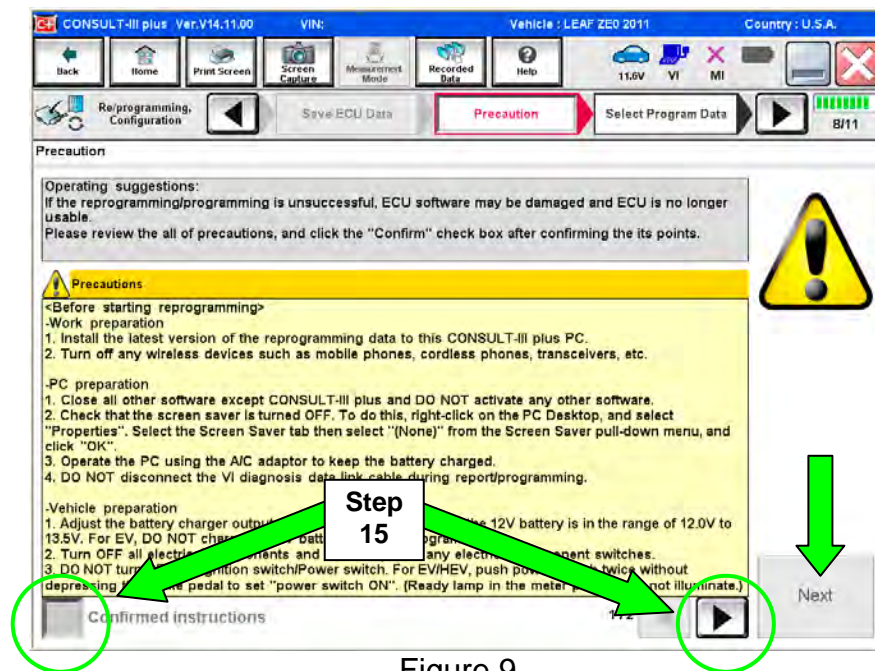 CONSULT-III plus Ver.V14.11.00 VIN: Vehicle : LEAF ZE0 2011 Country : U.S.A.
Back Home Print Screen Screen Capture Measurement Mode Recorded Data Help 11.6V VI MI
Re/programming, Configuration Save ECU Data Precaution Select Program Data 8/11
Precaution
Operating suggestions:
If the reprogramming/programming is unsuccessful, ECU software may be damaged and ECU is no longer
usable.
Please review the all of precautions, and click the "Confirm" check box after confirming the its points.
Precautions
<Before starting reprogramming>
-Work preparation
1. Install the latest version of the reprogramming data to this CONSULT-III plus PC.
2. Turn off any wireless devices such as mobile phones, cordless phones, transceivers, etc.
-PC preparation
1. Close all other software except CONSULT-III plus and DO NOT activate any other software.
2. Check that the screen saver is turned OFF. To do this, right-click on the PC Desktop, and select
"Properties". Select the Screen Saver tab then select "(None)" from the Screen Saver pull-down menu, and
click "OK".
3. Operate the PC using the A/C adaptor to keep the battery charged.
4. DO NOT disconnect the VI diagnosis data link cable during report/programming.
-Vehicle preparation
1. Adjust the battery charger 12V battery is in the range of 12.0V to
13.5V. For EV, DO NOT
2. Turn OFF all any switches.
3. DO NOT switch/Power switch. For EV/HEV, push twice without
depressing pedal to set "power switch ON". (Ready lamp in the meter not illuminate.)
Step
15
Confirmed instructions
Next
Figure 9